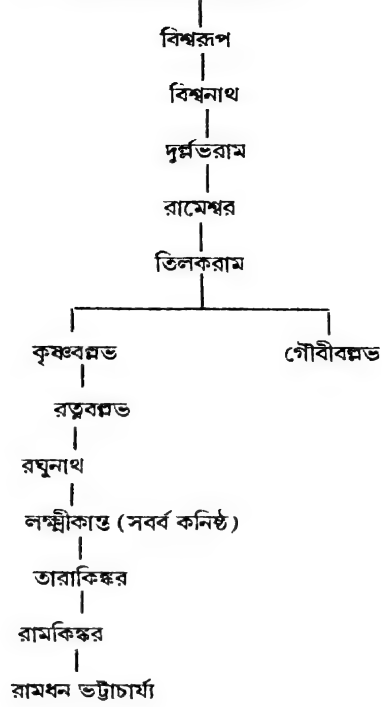 বিশ্বরূপ
বিশ্বনাথ
দুর্ল্লভরাম
রামেশ্বর
তিলকরাম
কৃষ্ণবল্লভ গৌবীবল্লভ
রত্নবল্লভ
রঘুনাথ
লক্ষ্মীকান্ত (সবর্ব কনিষ্ঠ)
তারাকিঙ্কর
রামকিঙ্কর
রামধন ভট্টাচার্য্য